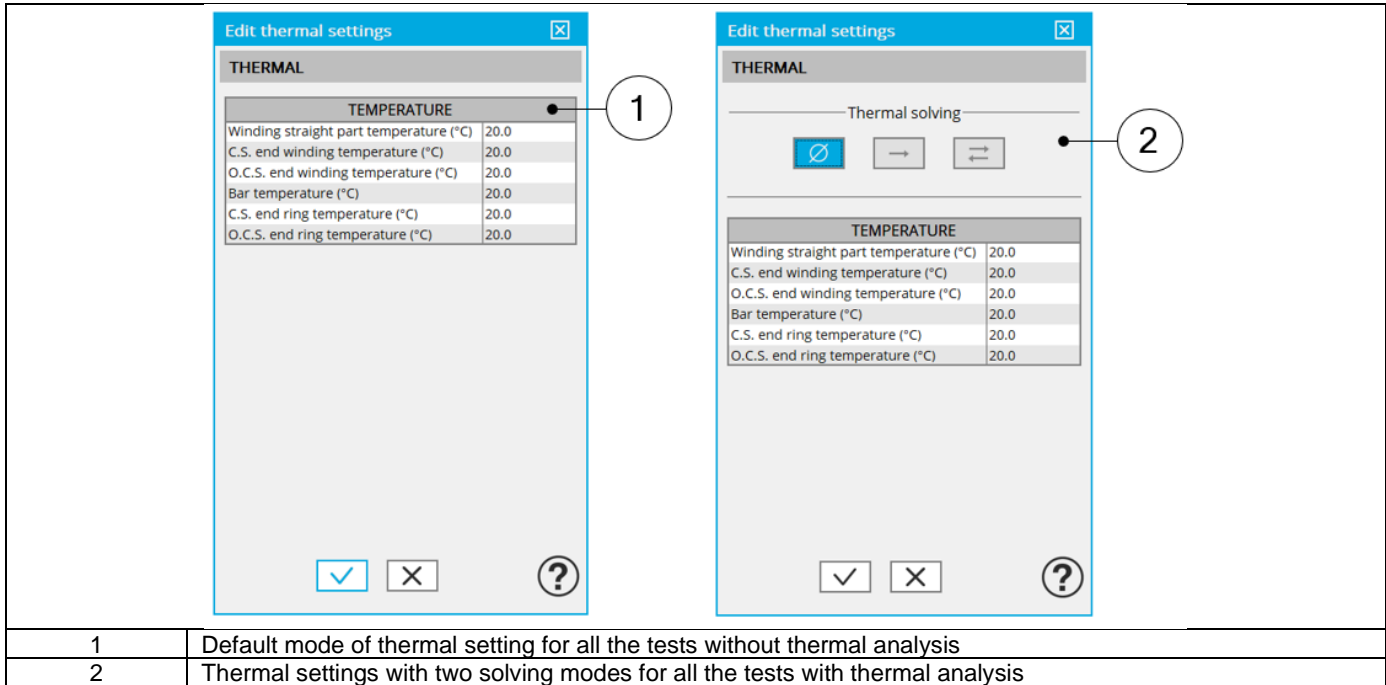 Edit thermal settings
THERMAL
TEMPERATURE
Winding straight part temperature (°C) 20.0
C.S. end winding temperature (°C) 20.0
O.C.S. end winding temperature (°C) 20.0
Bar temperature (°C) 20.0
C.S. end ring temperature (°C) 20.0
O.C.S. end ring temperature (°C) 20.0
?
1
Edit thermal settings
THERMAL
Thermal solving
2
TEMPERATURE
Winding straight part temperature (°C) 20.0
C.S. end winding temperature (°C) 20.0
O.C.S. end winding temperature (°C) 20.0
Bar temperature (°C) 20.0
C.S. end ring temperature (°C) 20.0
O.C.S. end ring temperature (°C) 20.0
?
1 Default mode of thermal setting for all the tests without thermal analysis
2 Thermal settings with two solving modes for all the tests with thermal analysis